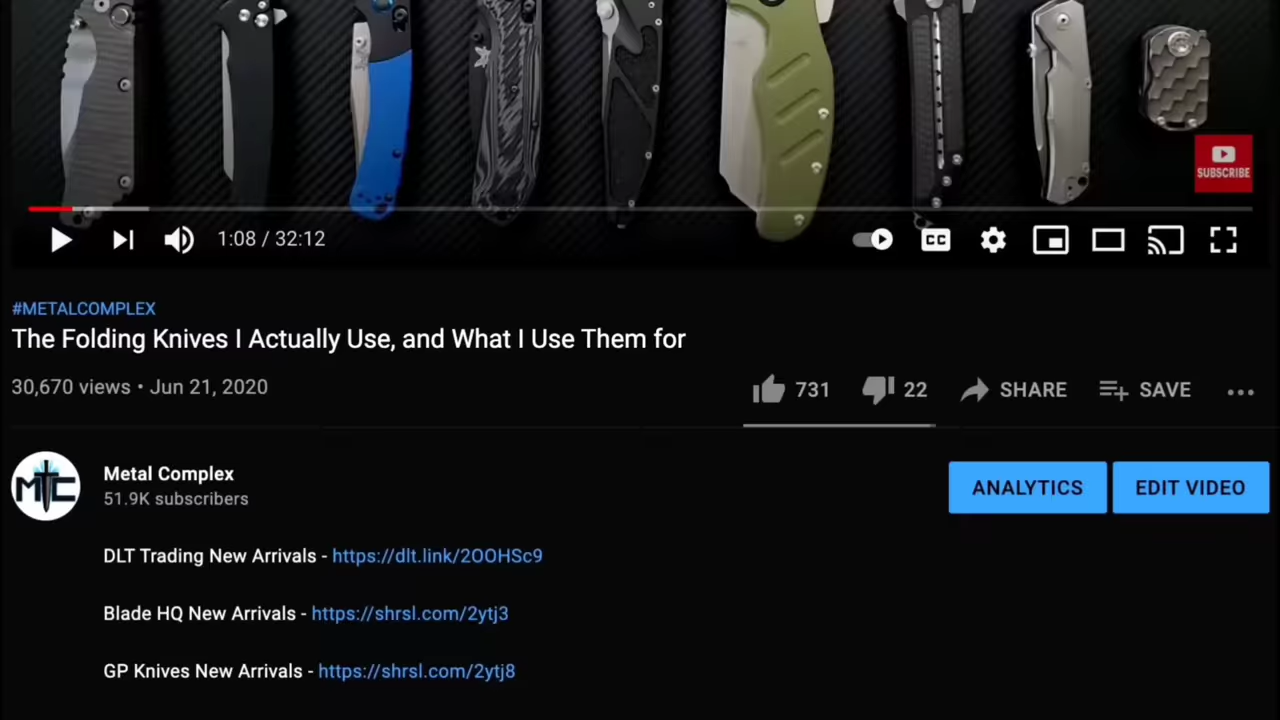 SUBSCRIBE
1:08 / 32:12
CC
#METALCOMPLEX
The Folding Knives I Actually Use, and What I Use Them for
30,670 views • Jun 21, 2020
731 22 SHARE SAVE
MTC
Metal Complex
51.9K subscribers
ANALYTICS EDIT VIDEO
DLT Trading New Arrivals - https://dlt.link/2OOHSc9
Blade HQ New Arrivals - https://shrsl.com/2ytj3
GP Knives New Arrivals - https://shrsl.com/2ytj8